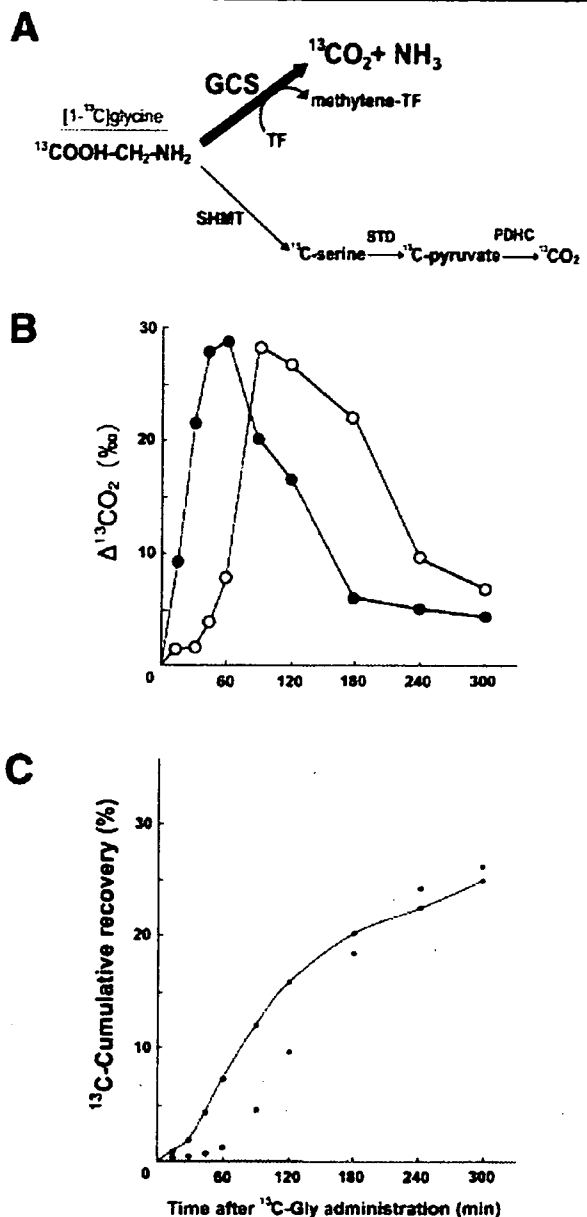 A
¹³CO₂+ NH₃
GCS
methylene-TF
[1-¹³C]glycine
TF
¹³COOH-CH₂-NH₂
SHMT
STD
PDHC
¹³C-serine
¹³C-pyruvate
¹³CO₂
B
30
20
10
0
Δ¹³CO₂ (‰)
60
120
180
240
300
C
30
20
10
0
¹³C-Cumulative recovery (%)
60
120
180
240
300
Time after ¹³C-Gly administration (min)